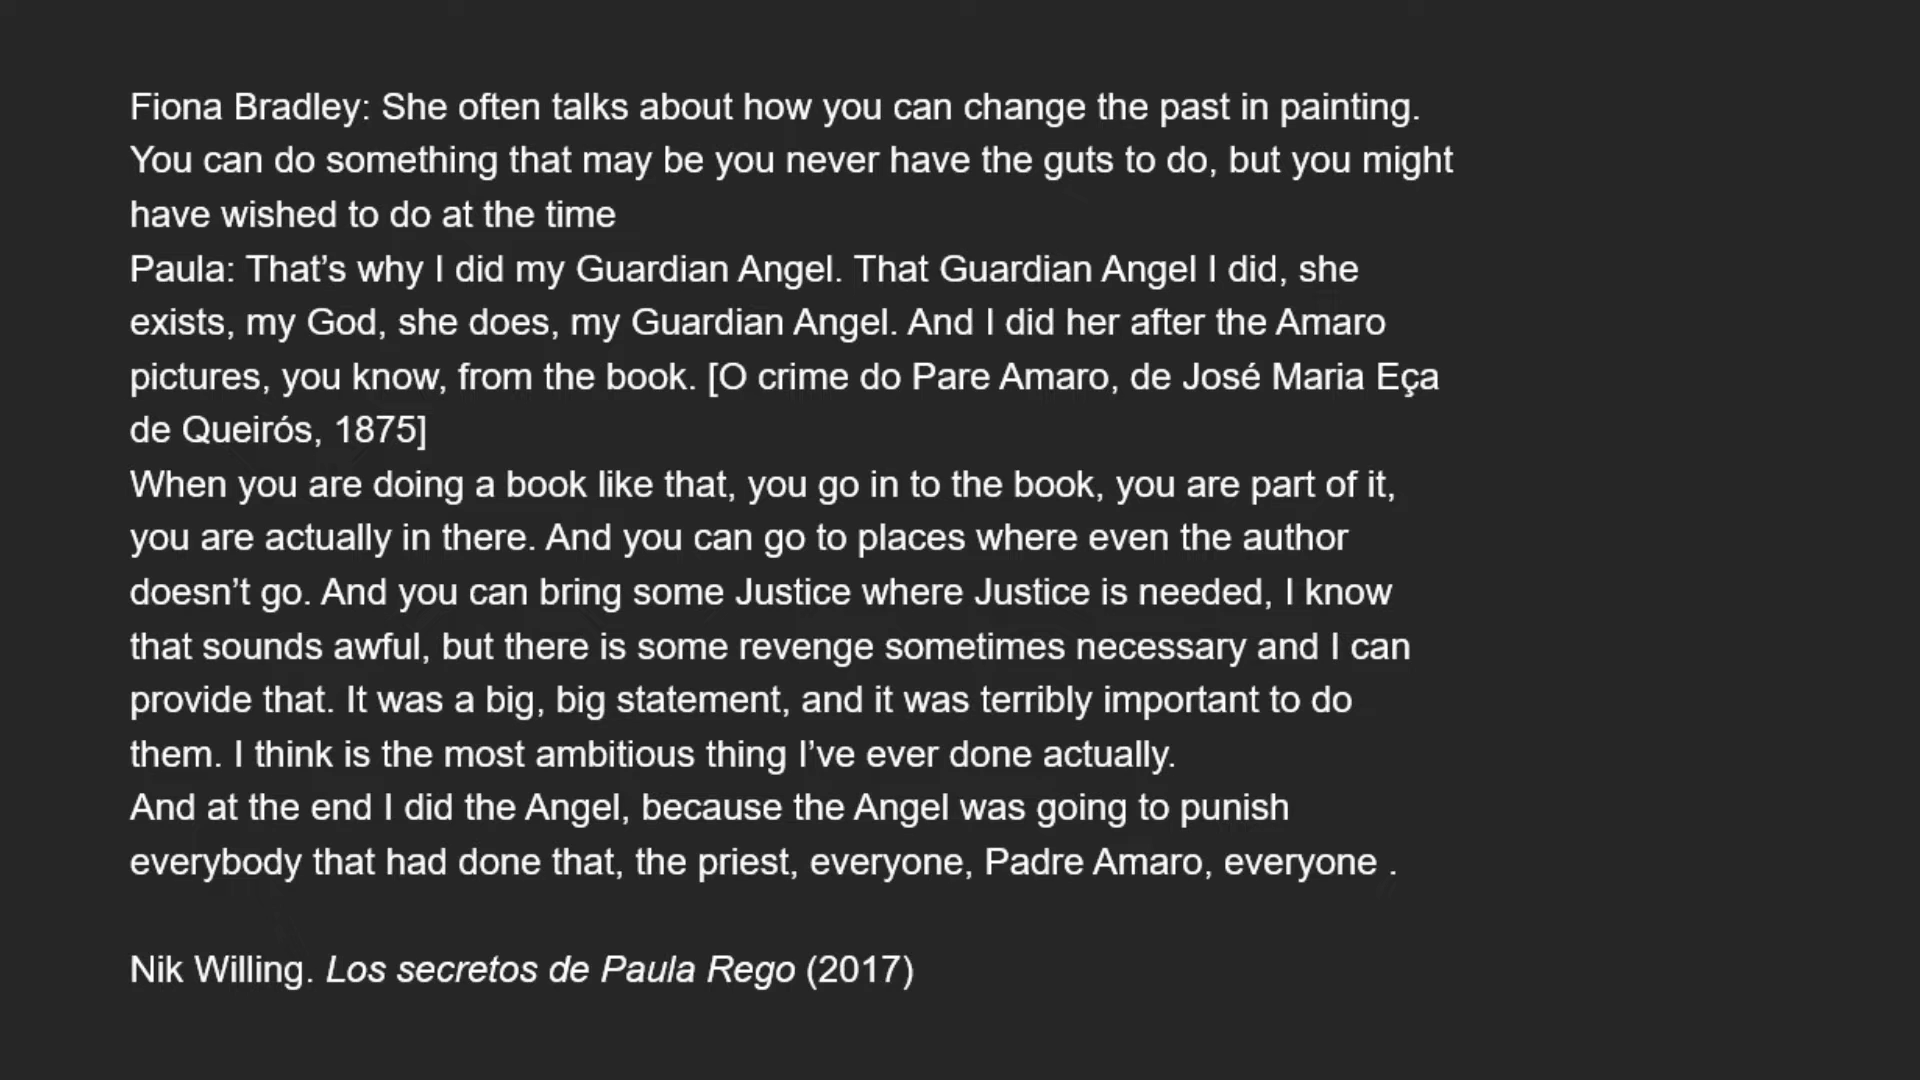 Fiona Bradley: She often talks about how you can change the past in painting.
You can do something that may be you never have the guts to do, but you might
have wished to do at the time
Paula: That’s why I did my Guardian Angel. That Guardian Angel I did, she
exists, my God, she does, my Guardian Angel. And I did her after the Amaro
pictures, you know, from the book. [O crime do Pare Amaro, de José Maria Eça
de Queirós, 1875]
When you are doing a book like that, you go in to the book, you are part of it,
you are actually in there. And you can go to places where even the author
doesn’t go. And you can bring some Justice where Justice is needed, I know
that sounds awful, but there is some revenge sometimes necessary and I can
provide that. It was a big, big statement, and it was terribly important to do
them. I think is the most ambitious thing I’ve ever done actually.
And at the end I did the Angel, because the Angel was going to punish
everybody that had done that, the priest, everyone, Padre Amaro, everyone .
Nik Willing. Los secretos de Paula Rego (2017)